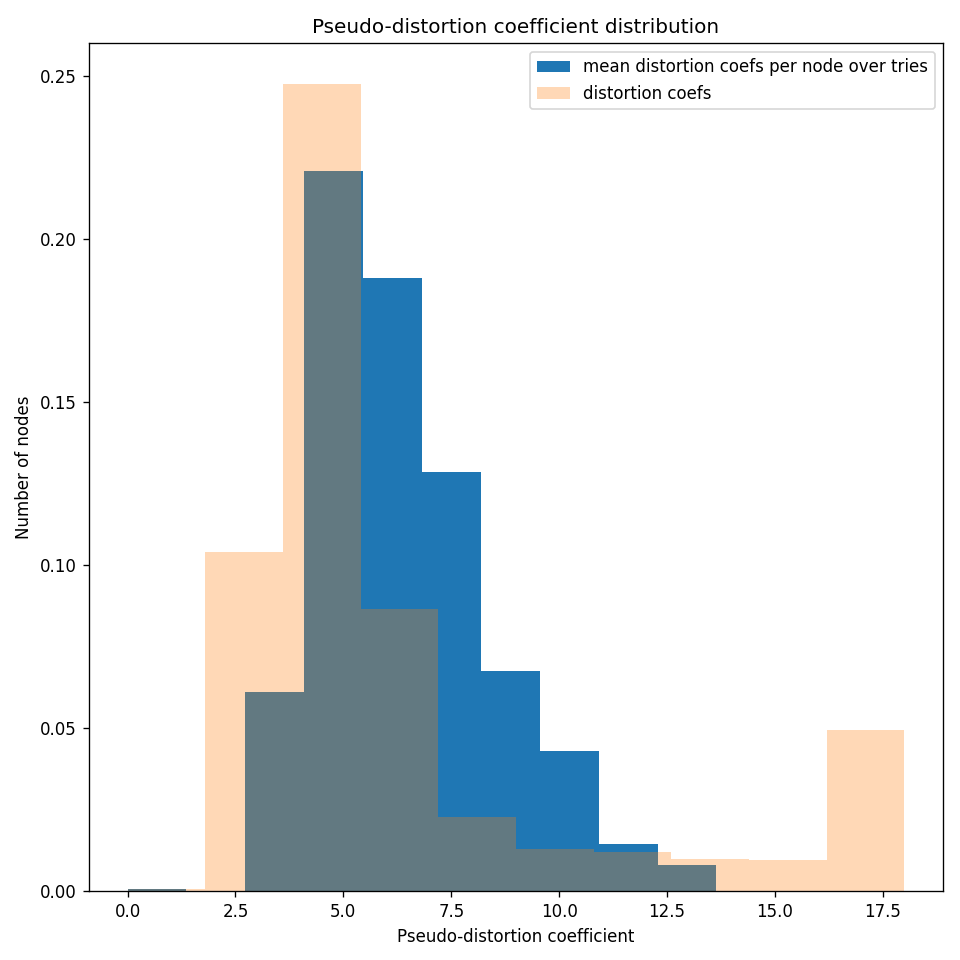 Pseudo-distortion coefficient distribution
mean distortion coefs per node over tries
distortion coefs
Number of nodes
0.25
0.20
0.15
0.10
0.05
0.00
0.0 2.5 5.0 7.5 10.0 12.5 15.0 17.5
Pseudo-distortion coefficient